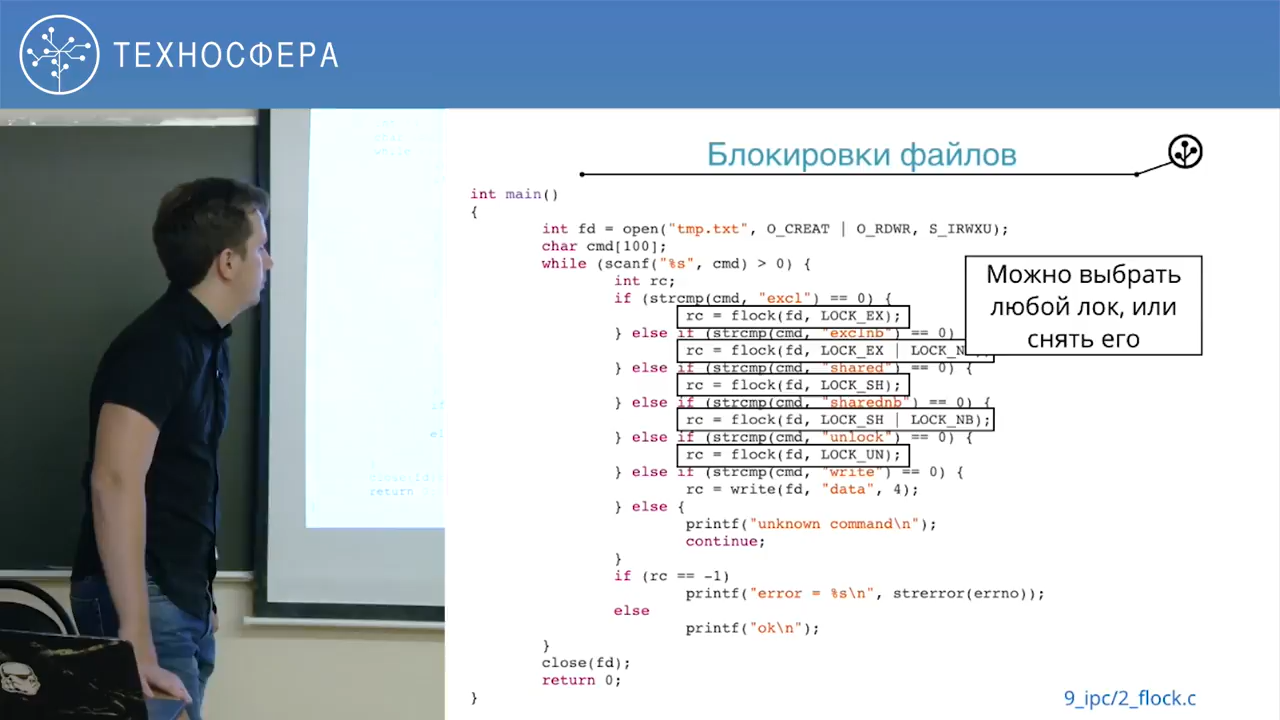 ТЕХНОСФЕРА
Блокировки файлов
int main()
{
int fd = open("tmp.txt", O_CREAT | O_RDWR, S_IRWXU);
char cmd[100];
while (scanf("%s", cmd) > 0) {
int rc;
if (strcmp(cmd, "excl") == 0) {
rc = flock(fd, LOCK_EX);
} else if (strcmp(cmd, "exclnb") == 0)
rc = flock(fd, LOCK_EX | LOCK_N
} else if (strcmp(cmd, "shared") == 0) {
rc = flock(fd, LOCK_SH);
} else if (strcmp(cmd, "sharednb") == 0) {
rc = flock(fd, LOCK_SH | LOCK_NB);
} else if (strcmp(cmd, "unlock") == 0) {
rc = flock(fd, LOCK_UN);
} else if (strcmp(cmd, "write") == 0) {
rc = write(fd, "data", 4);
} else {
printf("unknown command\n");
continue;
}
if (rc == -1)
printf("error = %s\n", strerror(errno));
else
printf("ok\n");
}
close(fd);
return 0;
}
Можно выбрать
любой лок, или
снять его
9_ipc/2_flock.c
while
return